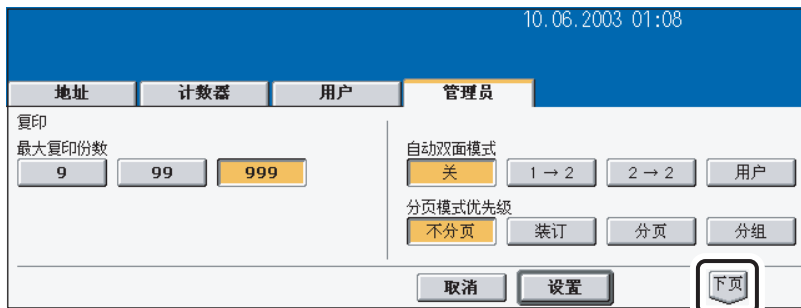 10.06.2003 01:08
地址 计数器 用户 管理员
复印
最大复印份数
9 99 999
自动双面模式
关 1→2 2→2 用户
分页模式优先级
不分页 装订 分页 分组
取消 设置 下页